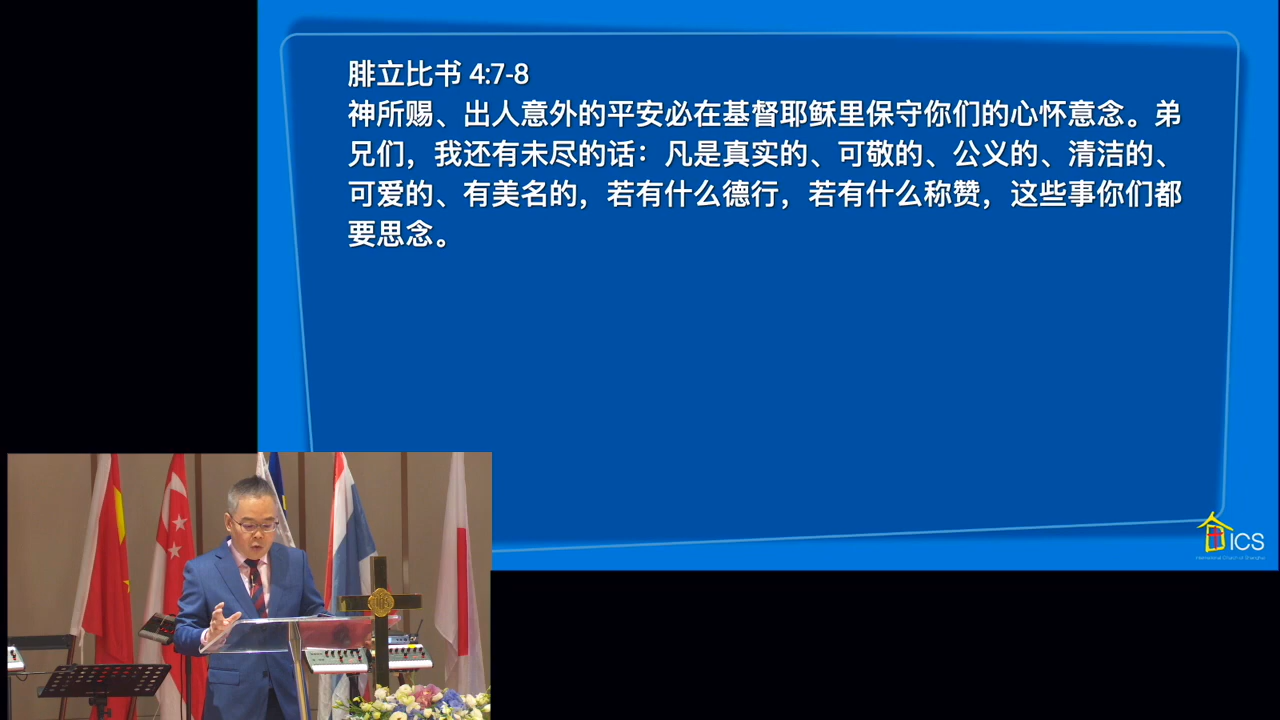 腓立比书 4:7-8
神所赐、出人意外的平安必在基督耶稣里保守你们的心怀意念。弟
兄们，我还有未尽的话：凡是真实的、可敬的、公义的、清洁的、
可爱的、有美名的，若有什么德行，若有什么称赞，这些事你们都
要思念。
ICS
International Church of Shanghai